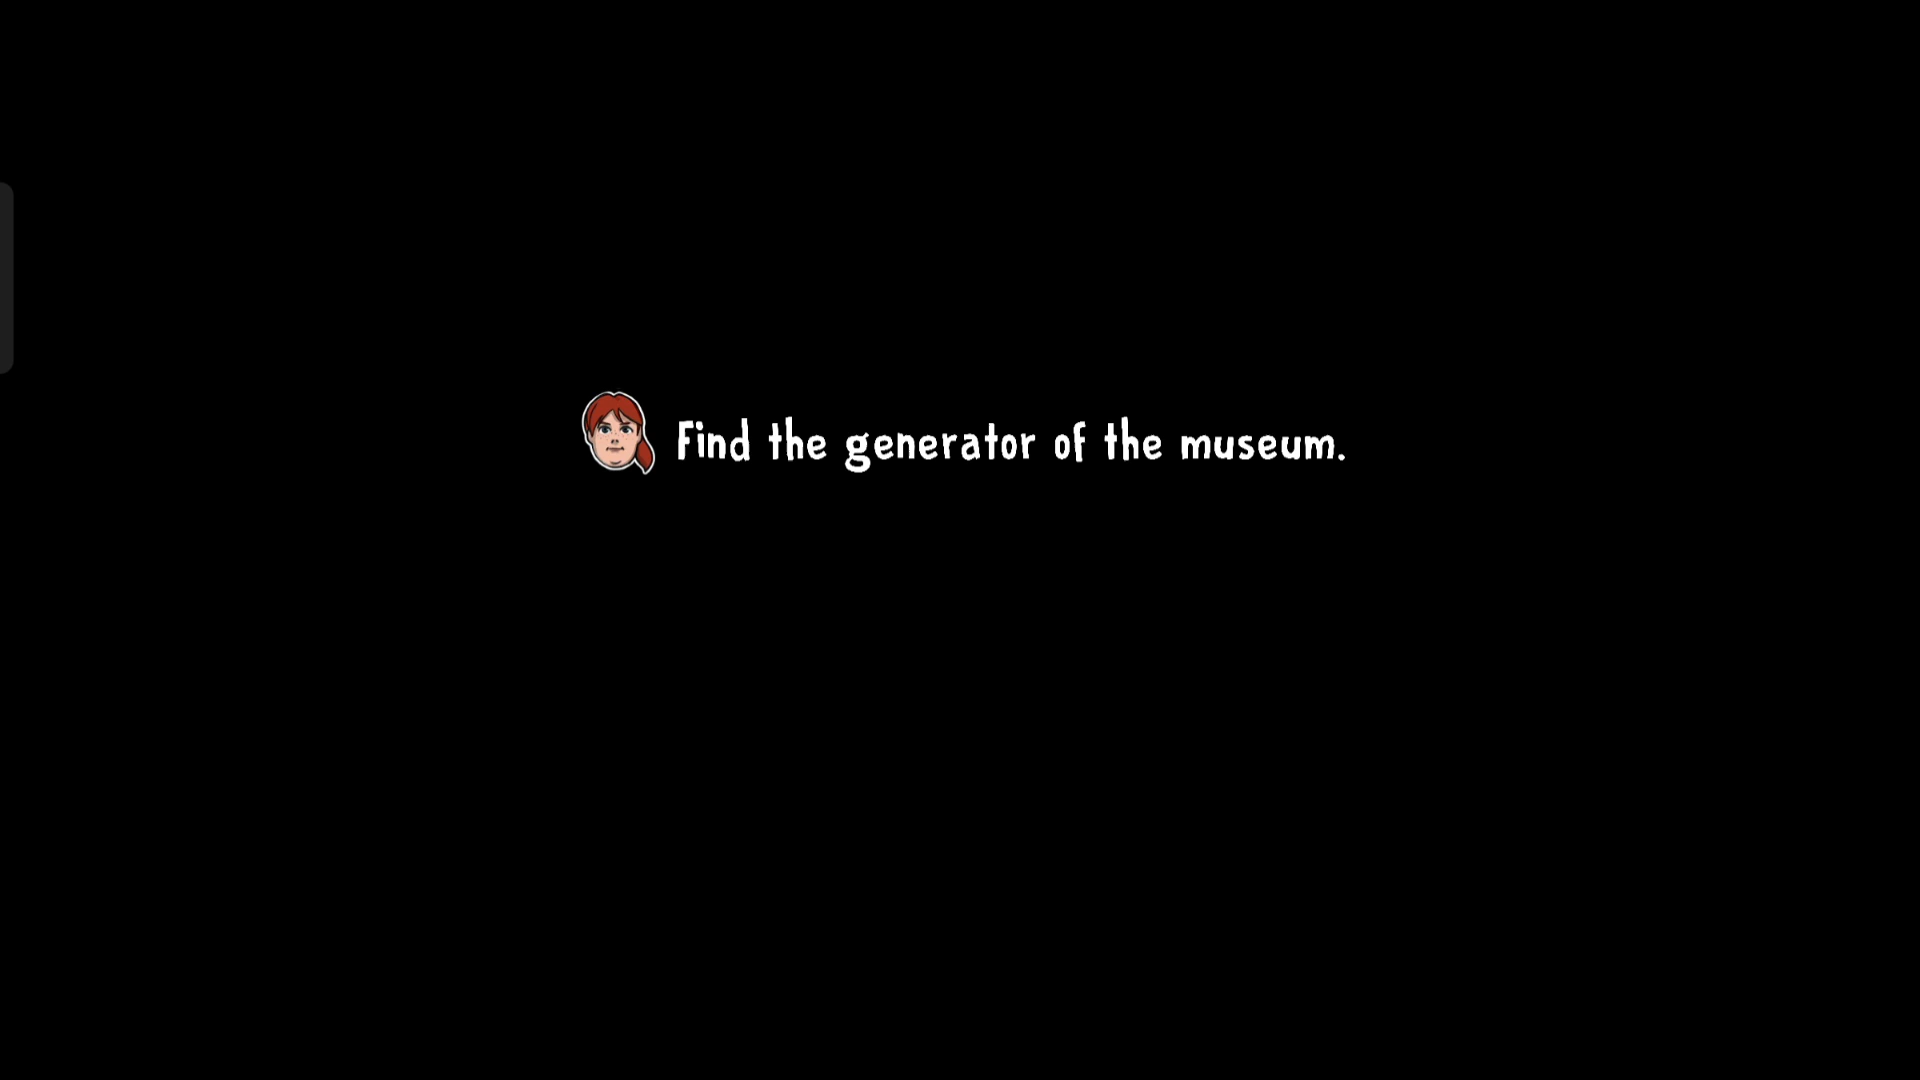 Find the generator of the museum.